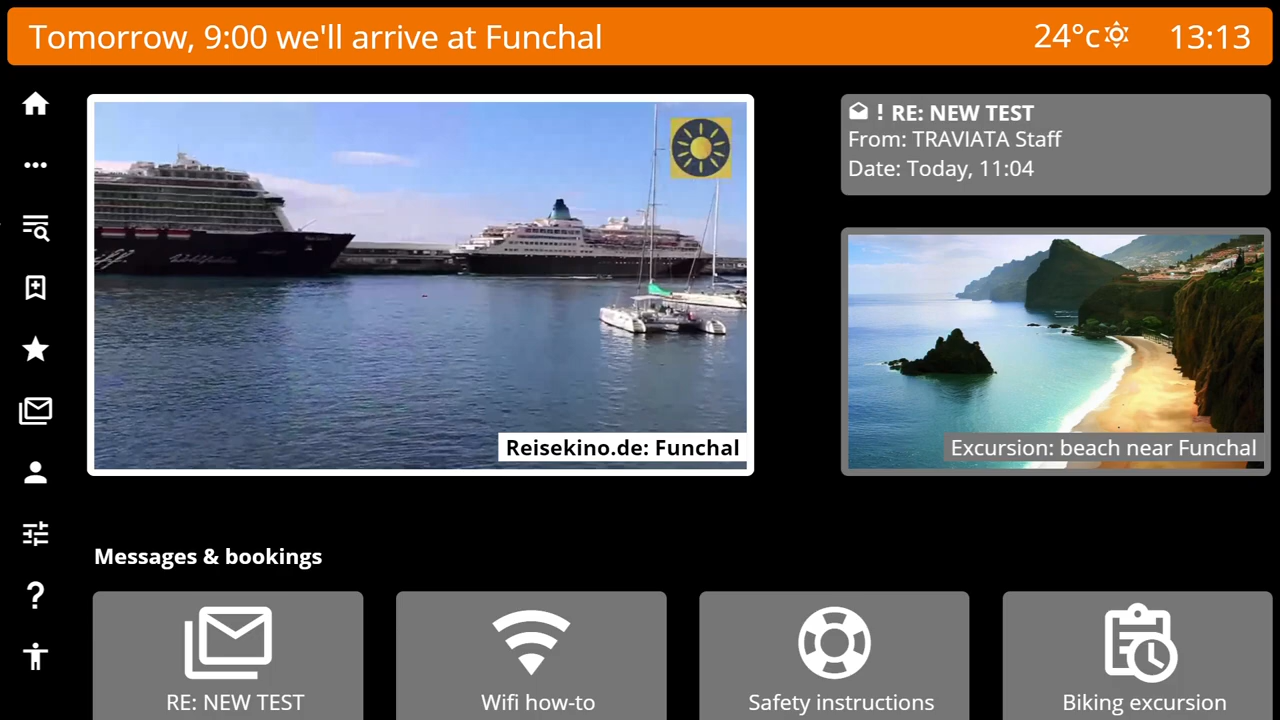 Tomorrow, 9:00 we'll arrive at Funchal
24°c 13:13
! RE: NEW TEST
From: TRAVIATA Staff
Date: Today, 11:04
Reisekino.de: Funchal
Excursion: beach near Funchal
Messages & bookings
RE: NEW TEST
Wifi how-to
Safety instructions
Biking excursion